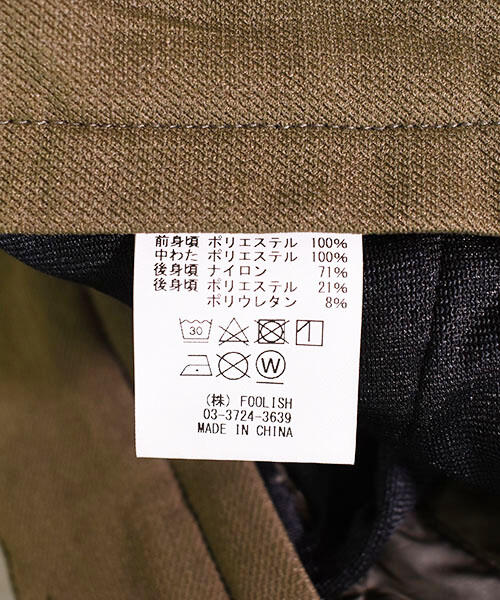 前身頃 ポリエステル 100%
中わた ポリエステル 100%
後身頃 ナイロン 71%
後身頃 ポリエステル 21%
ポリウレタン 8%
30
W
(株) FOOLISH
03-3724-3639
MADE IN CHINA